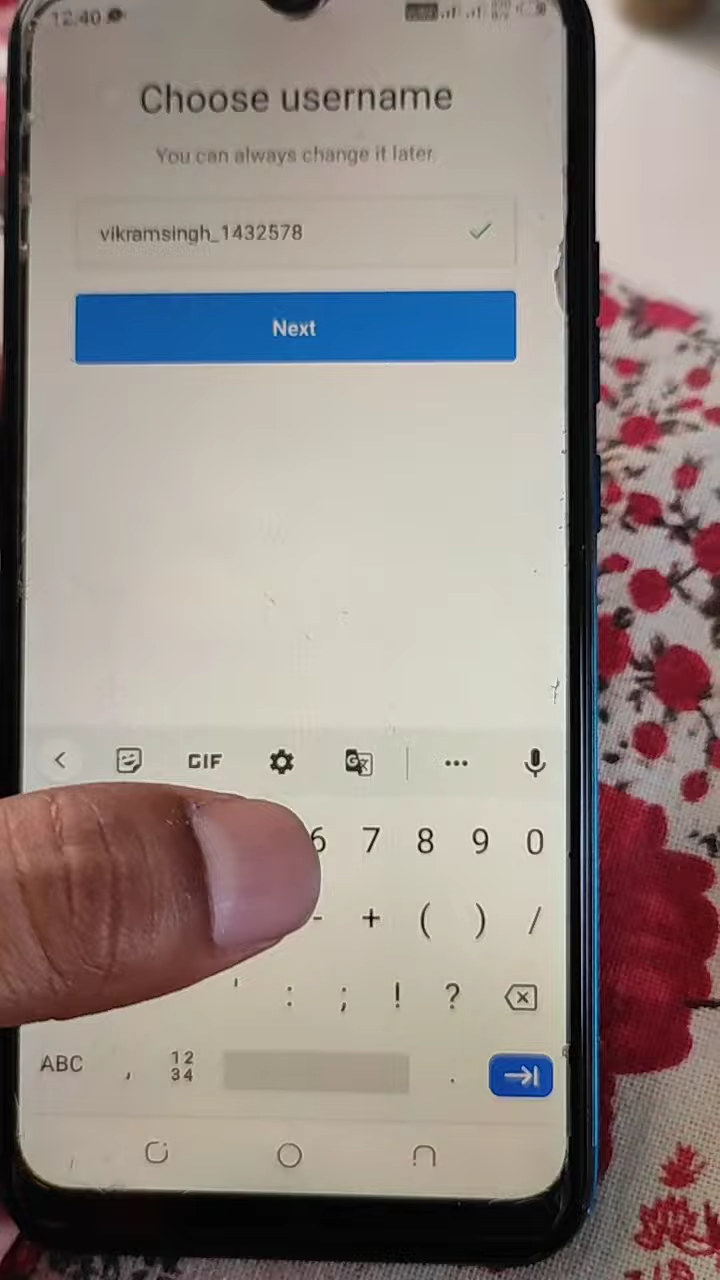 12:40
Choose username
You can always change it later.
vikramsingh_1432578
Next
GIF
6 7 8 9 0
- + ( ) /
' : ; ! ?
ABC , 12 34 .